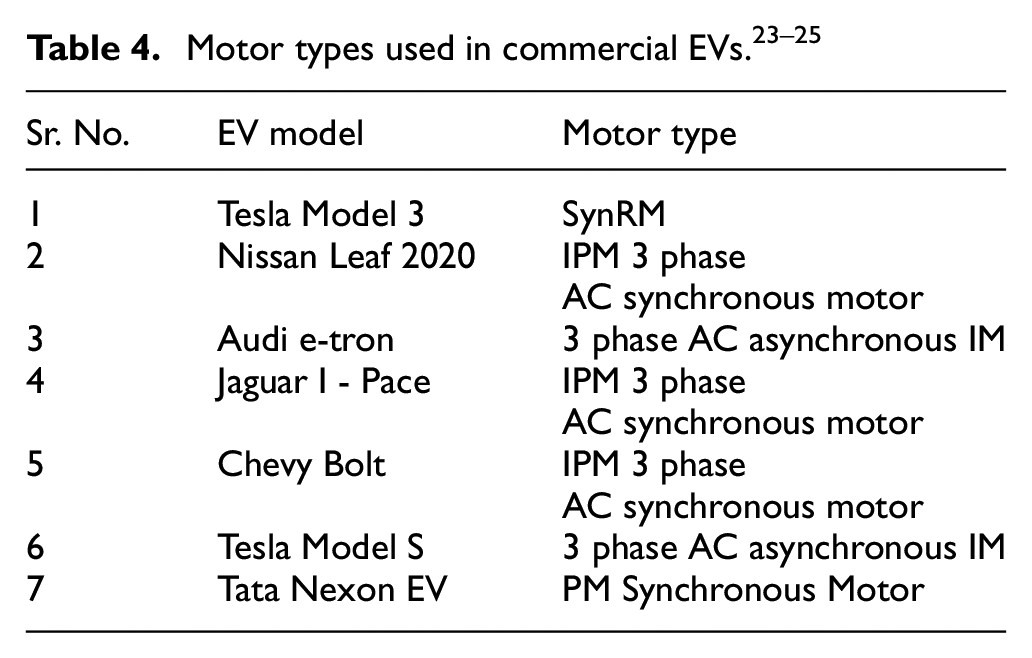 Table 4. Motor types used in commercial EVs.23–25
Sr. No. EV model Motor type
1 Tesla Model 3 SynRM
2 Nissan Leaf 2020 IPM 3 phase
AC synchronous motor
3 Audi e-tron 3 phase AC asynchronous IM
4 Jaguar I - Pace IPM 3 phase
AC synchronous motor
5 Chevy Bolt IPM 3 phase
AC synchronous motor
6 Tesla Model S 3 phase AC asynchronous IM
7 Tata Nexon EV PM Synchronous Motor